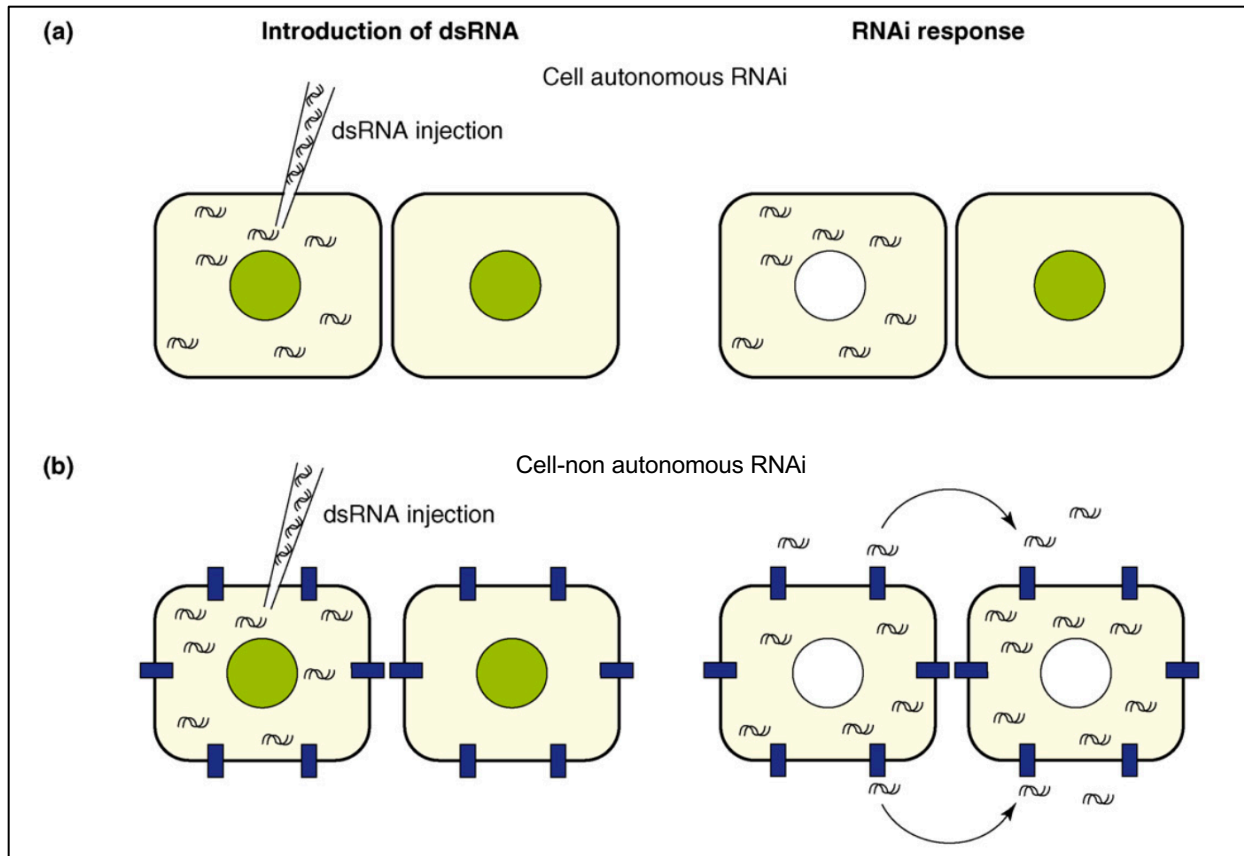 (a) Introduction of dsRNA RNAi response
Cell autonomous RNAi
dsRNA injection
(b) Cell-non autonomous RNAi
dsRNA injection